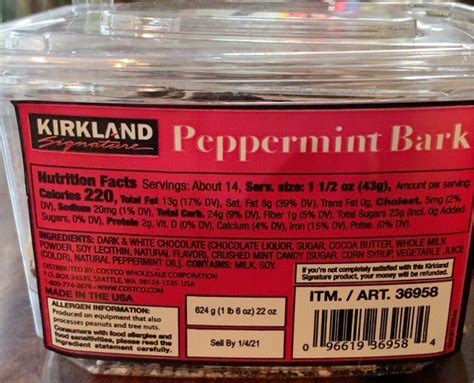 KIRKLAND
Signature
Peppermint Bark
Nutrition Facts Servings: About 14, Serv. size: 1 1/2 oz (43g), Amount per serving:
Calories 220, Total Fat 13g (17% DV), Sat. Fat 8g (39% DV), Trans Fat 0g, Cholest. 5mg (2%
DV), Sodium 20mg (1% DV), Total Carb. 24g (9% DV), Fiber 1g (5% DV), Total Sugars 23g (Incl. 0g Added
Sugars, 0% DV), Protein 2g, Vit. D (0% DV), Calcium (4% DV), Iron (15% DV), Potas. (0% DV).
INGREDIENTS: DARK & WHITE CHOCOLATE (CHOCOLATE LIQUOR, SUGAR, COCOA BUTTER, WHOLE MILK
POWDER, SOY LECITHIN, NATURAL FLAVOR), CRUSHED MINT CANDY (SUGAR, CORN SYRUP, VEGETABLE JUICE
(COLOR), NATURAL PEPPERMINT OIL). CONTAINS: MILK, SOY.
DISTRIBUTED BY: COSTCO WHOLESALE CORPORATION
P.O. BOX 34535, SEATTLE, WA 98124-1535 USA
1-800-774-2678 • WWW.COSTCO.COM
MADE IN THE USA
ALLERGEN INFORMATION:
Produced on equipment that also
processes peanuts and tree nuts.
Consumers with food allergies and
food sensitivities, please read the
ingredient statement carefully.
624 g (1 lb 6 oz) 22 oz
Sell By 1/4/21
If you're not completely satisfied with this Kirkland
Signature product, your money will be refunded.
ITM. / ART. 36958
0 96619 36958 4